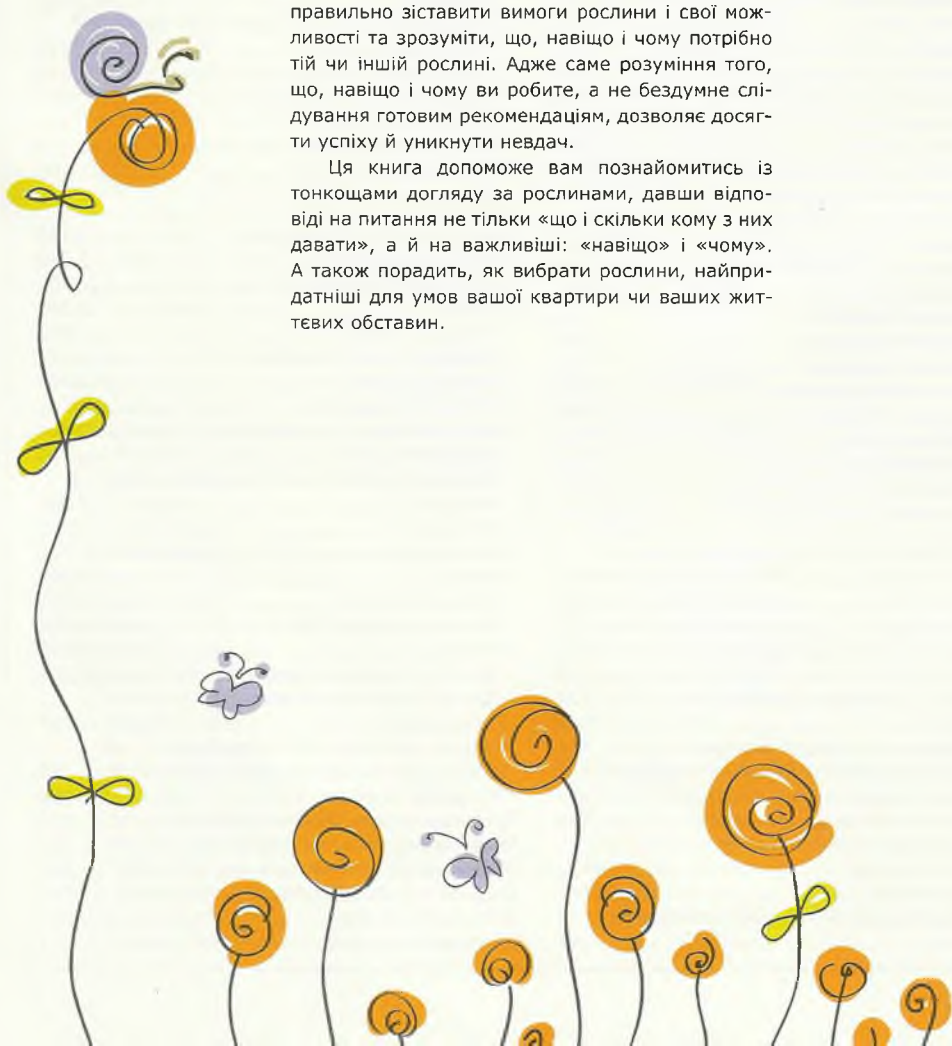 правильно зіставити вимоги рослини і свої мож-
ливості та зрозуміти, що, навіщо і чому потрібно
тій чи іншій рослині. Адже саме розуміння того,
що, навіщо і чому ви робите, а не бездумне слі-
дування готовим рекомендаціям, дозволяє досяг-
ти успіху й уникнути невдач.
Ця книга допоможе вам познайомитись із
тонкощами догляду за рослинами, давши відпо-
віді на питання не тільки «що і скільки кому з них
давати», а й на важливіші: «навіщо» і «чому».
А також порадить, як вибрати рослини, найпри-
датніші для умов вашої квартири чи ваших жит-
тєвих обставин.